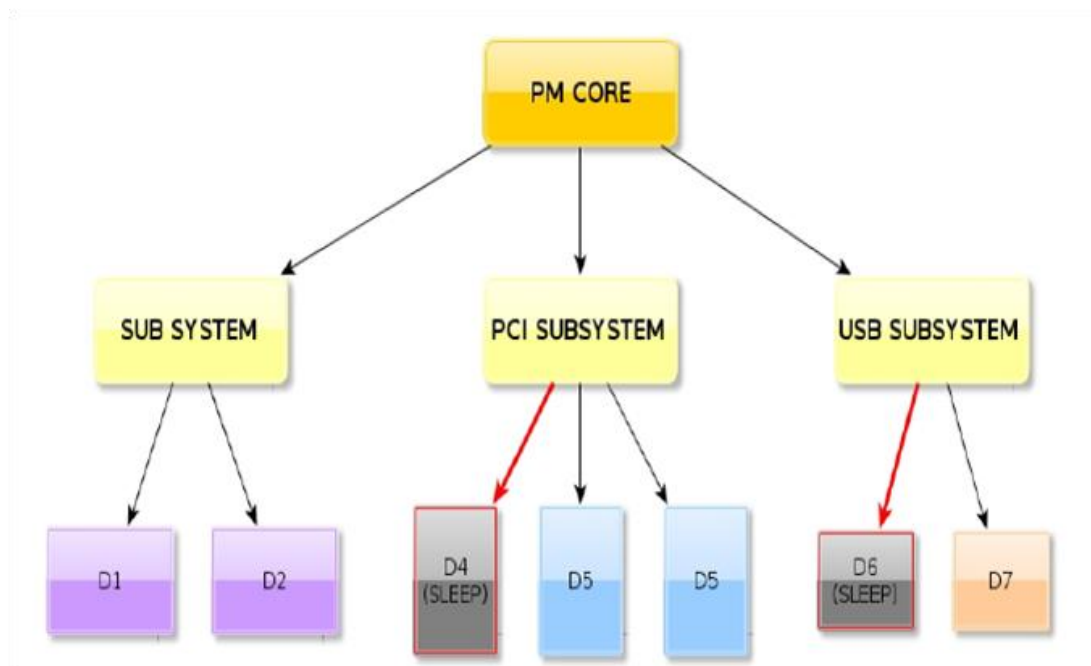 PM CORE
SUB SYSTEM
PCI SUBSYSTEM
USB SUBSYSTEM
D1
D2
D4
(SLEEP)
D5
D5
D6
(SLEEP)
D7